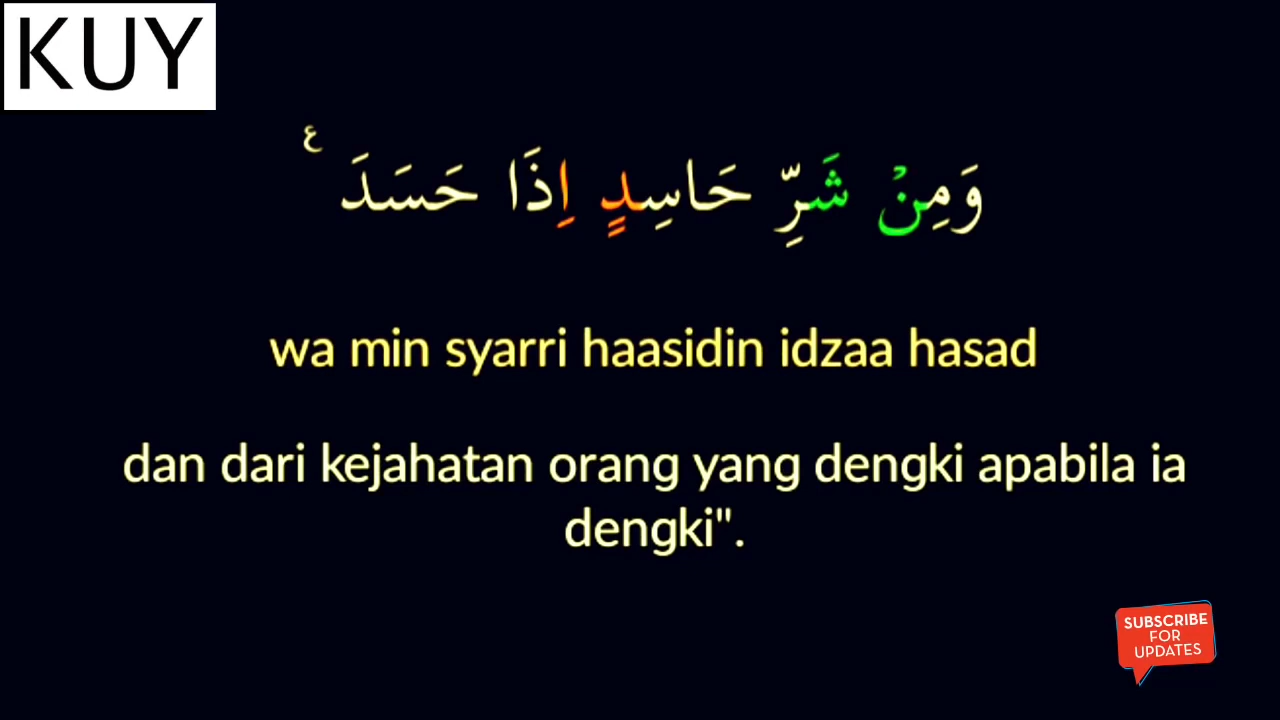 KUY
وَمِنْ شَرِّ حَاسِدٍ اِذَا حَسَدَ ࣖ
wa min syarri haasidin idzaa hasad
dan dari kejahatan orang yang dengki apabila ia
dengki".
SUBSCRIBE
FOR
UPDATES